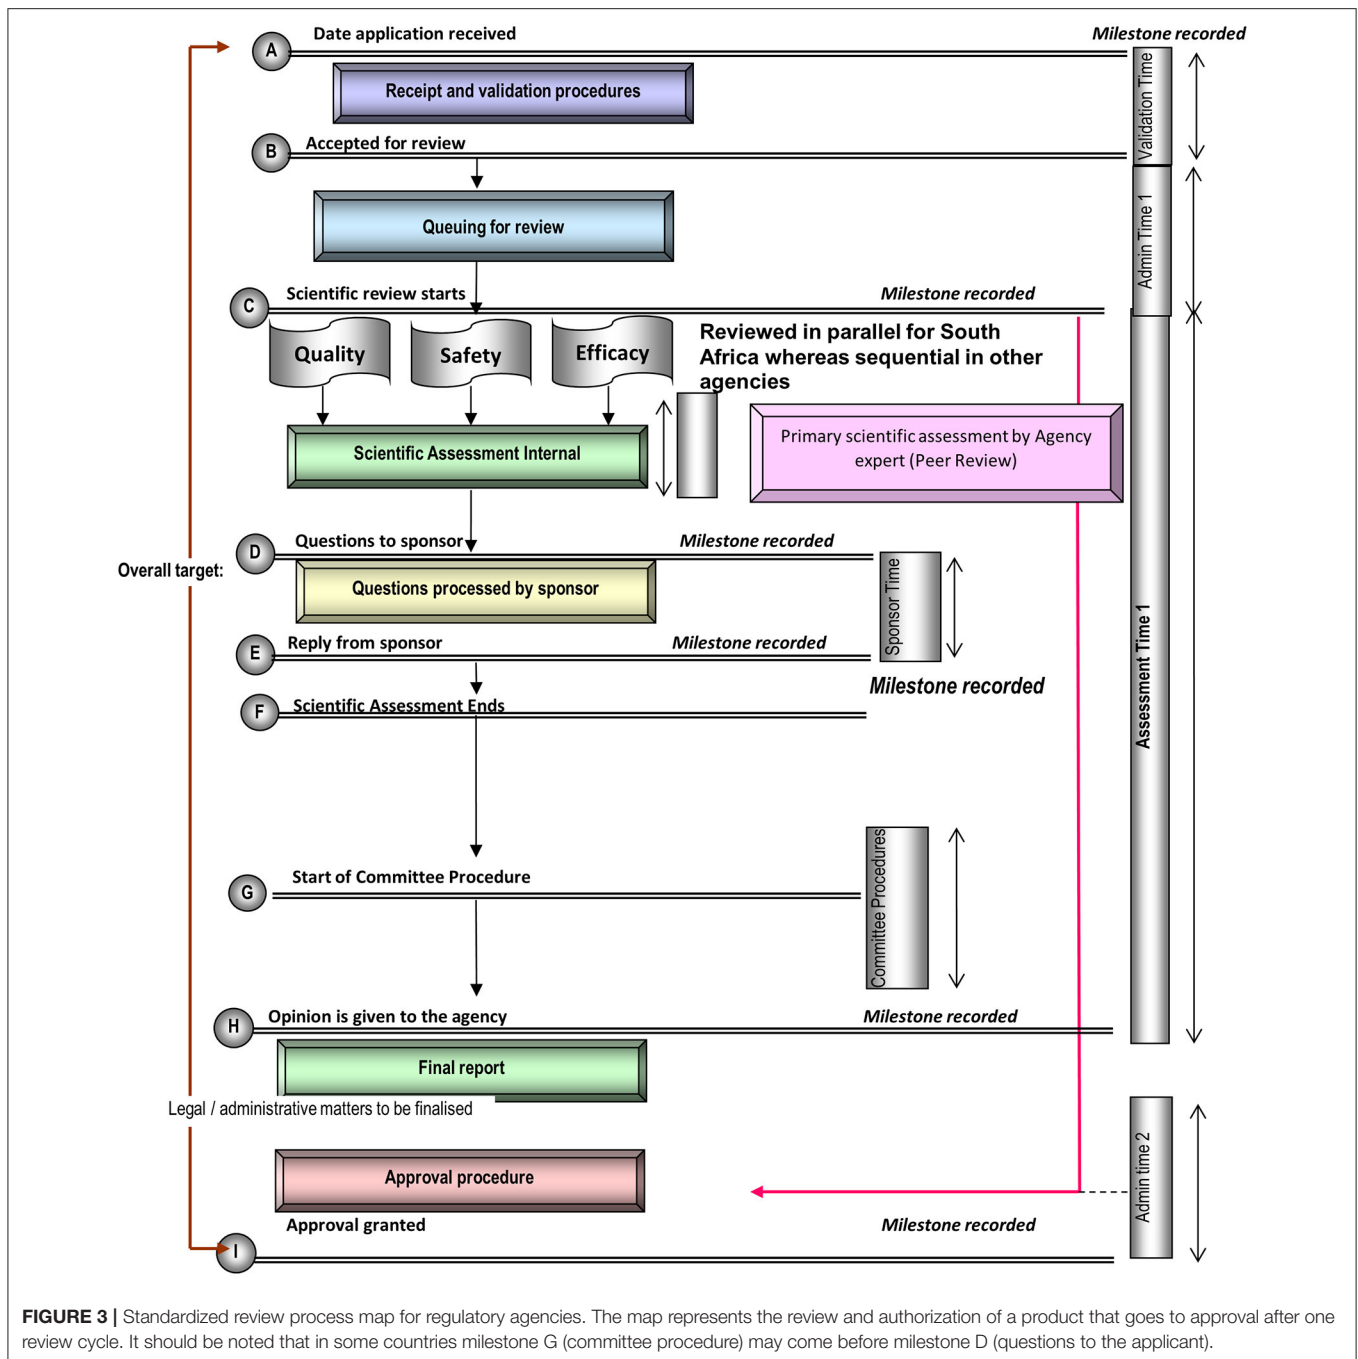 Date application received
Milestone recorded
A
Receipt and validation procedures
Validation Time
B
Accepted for review
Queuing for review
Admin Time 1
C
Scientific review starts
Milestone recorded
Quality
Safety
Efficacy
Reviewed in parallel for South
Africa whereas sequential in other
agencies
Scientific Assessment Internal
Primary scientific assessment by Agency
expert (Peer Review)
D
Questions to sponsor
Milestone recorded
Overall target:
Questions processed by sponsor
Sponsor Time
E
Reply from sponsor
Milestone recorded
Milestone recorded
F
Scientific Assessment Ends
Assessment Time 1
G
Start of Committee Procedure
Committee Procedures
H
Opinion is given to the agency
Milestone recorded
Final report
Legal / administrative matters to be finalised
Approval procedure
Admin time 2
Approval granted
Milestone recorded
I
FIGURE 3 | Standardized review process map for regulatory agencies. The map represents the review and authorization of a product that goes to approval after one
review cycle. It should be noted that in some countries milestone G (committee procedure) may come before milestone D (questions to the applicant).